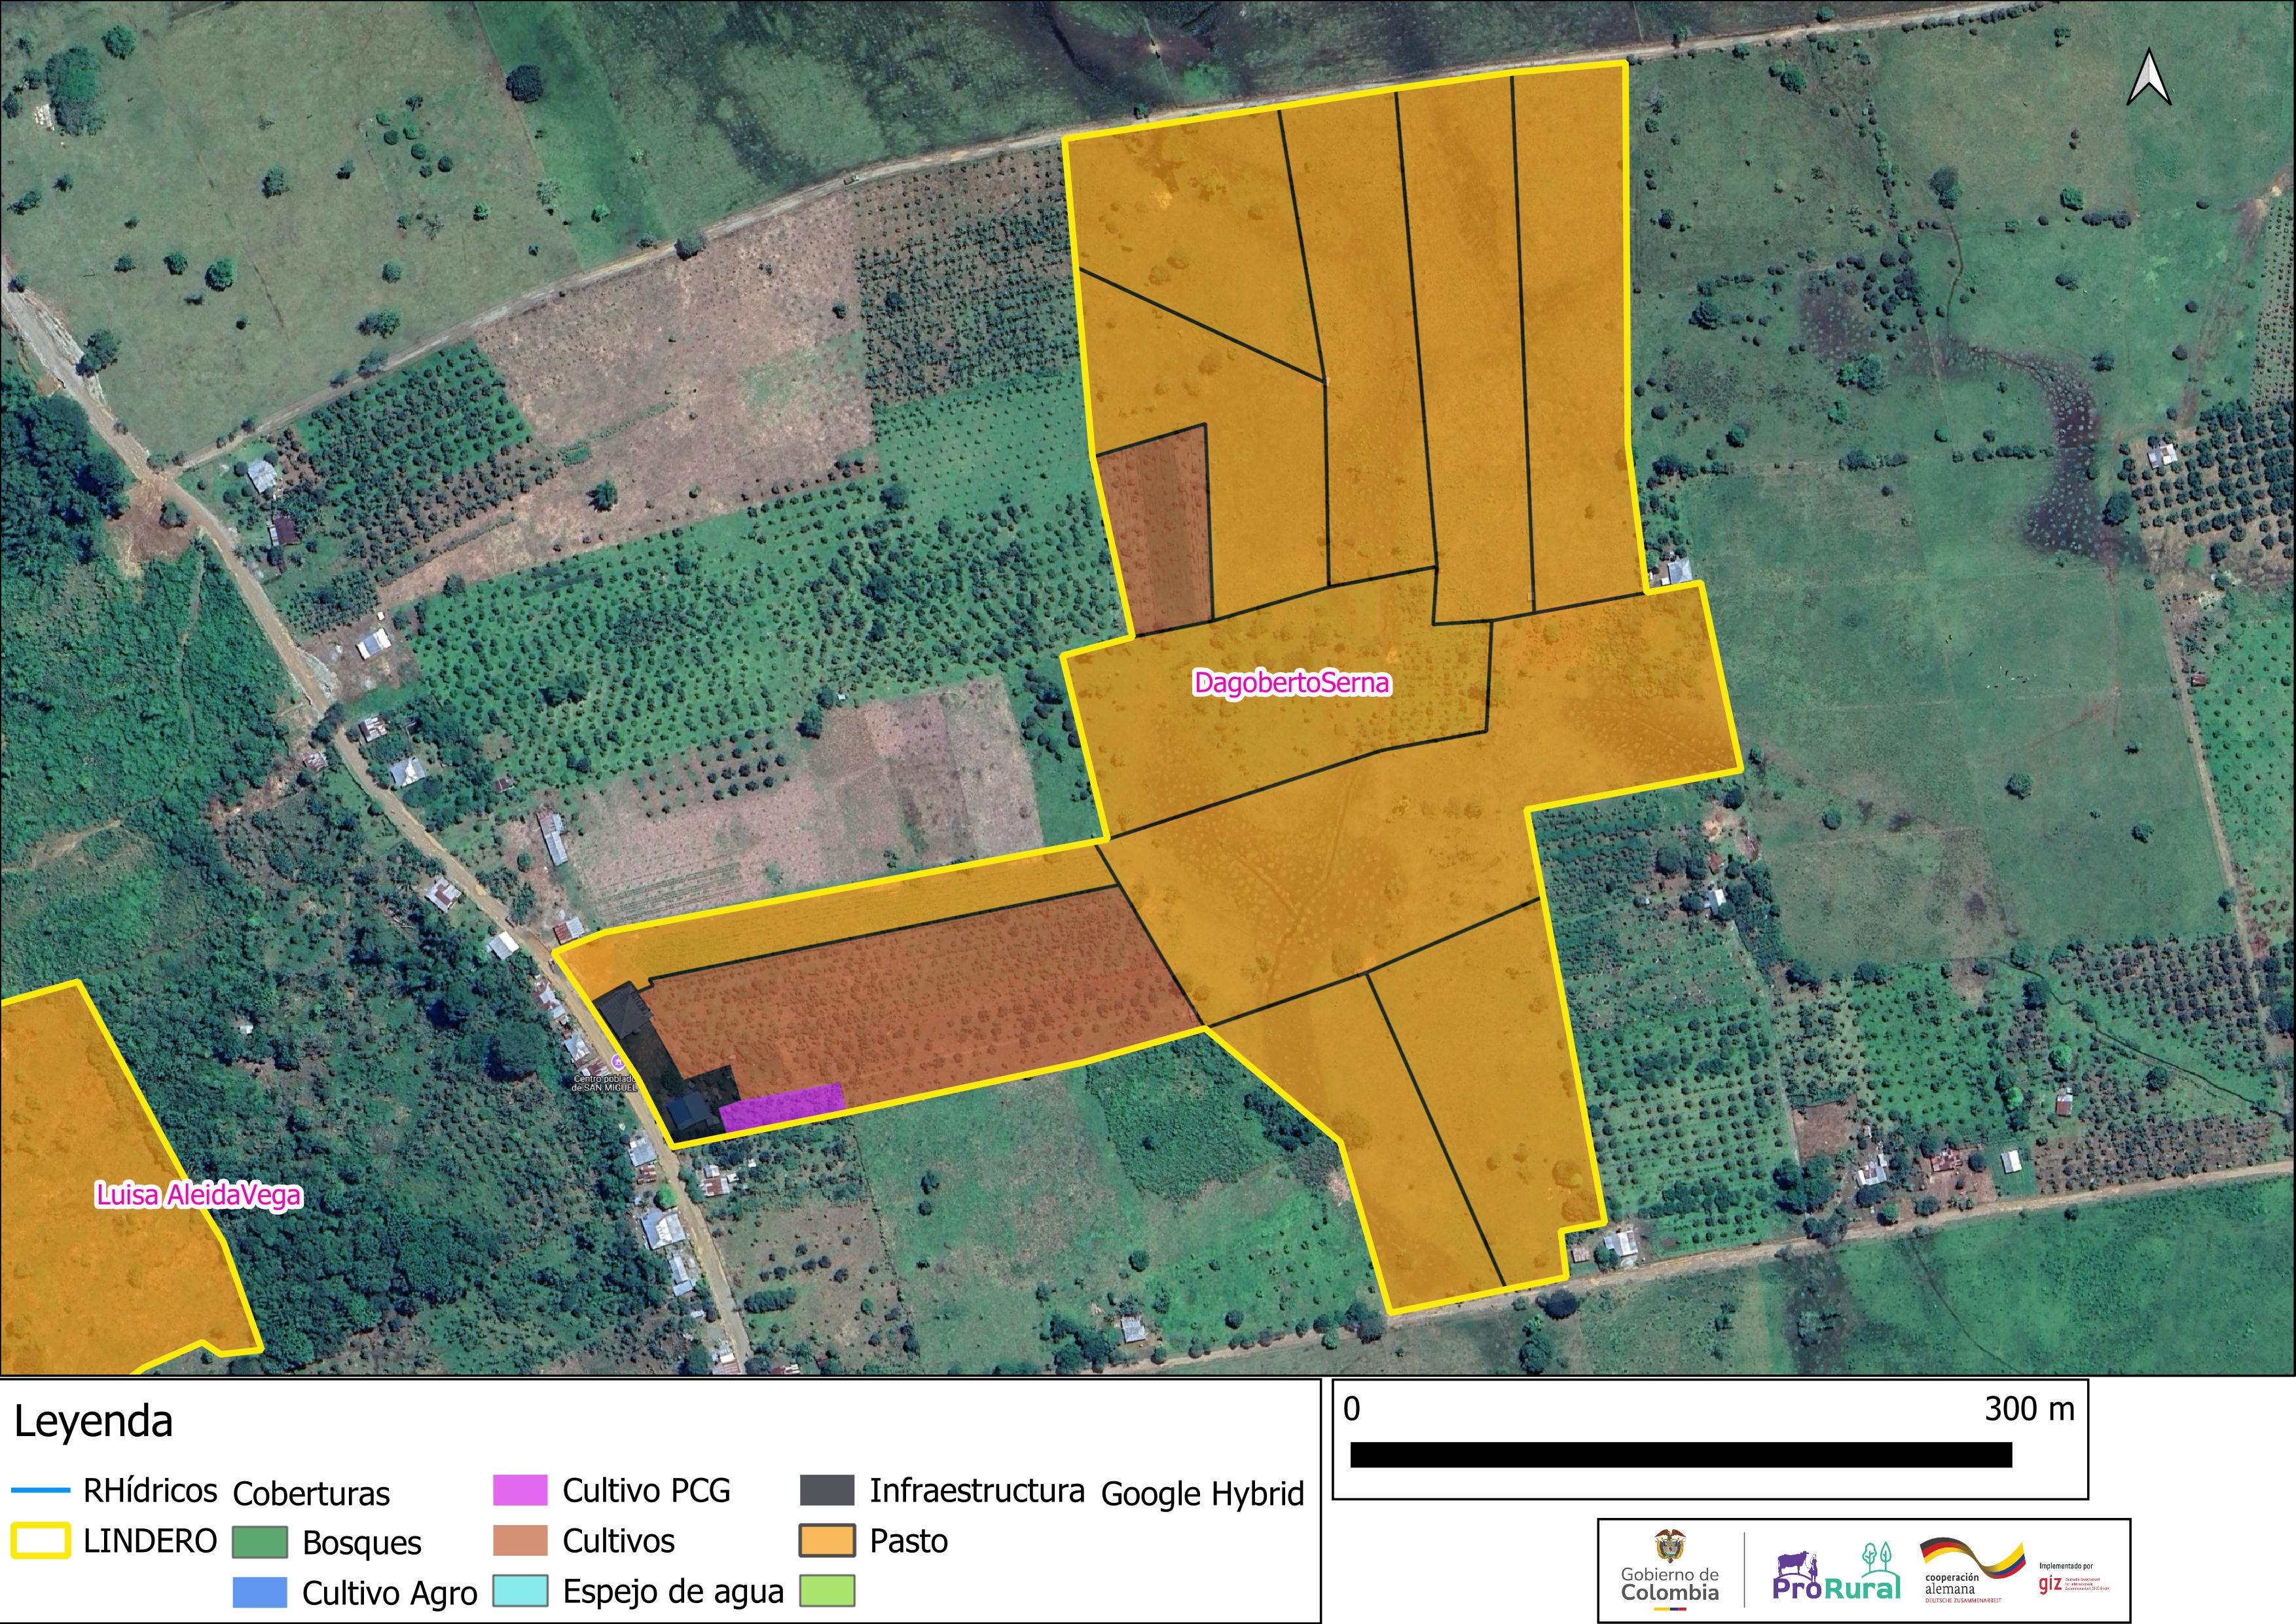 DagobertoSerna
Centro poblado
de SAN MIGUEL
Luisa AleidaVega
Leyenda
RHídricos
LINDERO
Coberturas
Bosques
Cultivo Agro
Cultivo PCG
Cultivos
Espejo de agua
Infraestructura
Pasto
Google Hybrid
0 300 m
Gobierno de
Colombia
ProRural
cooperación
alemana
DEUTSCHE ZUSAMMENARBEIT
Implementado por
giz